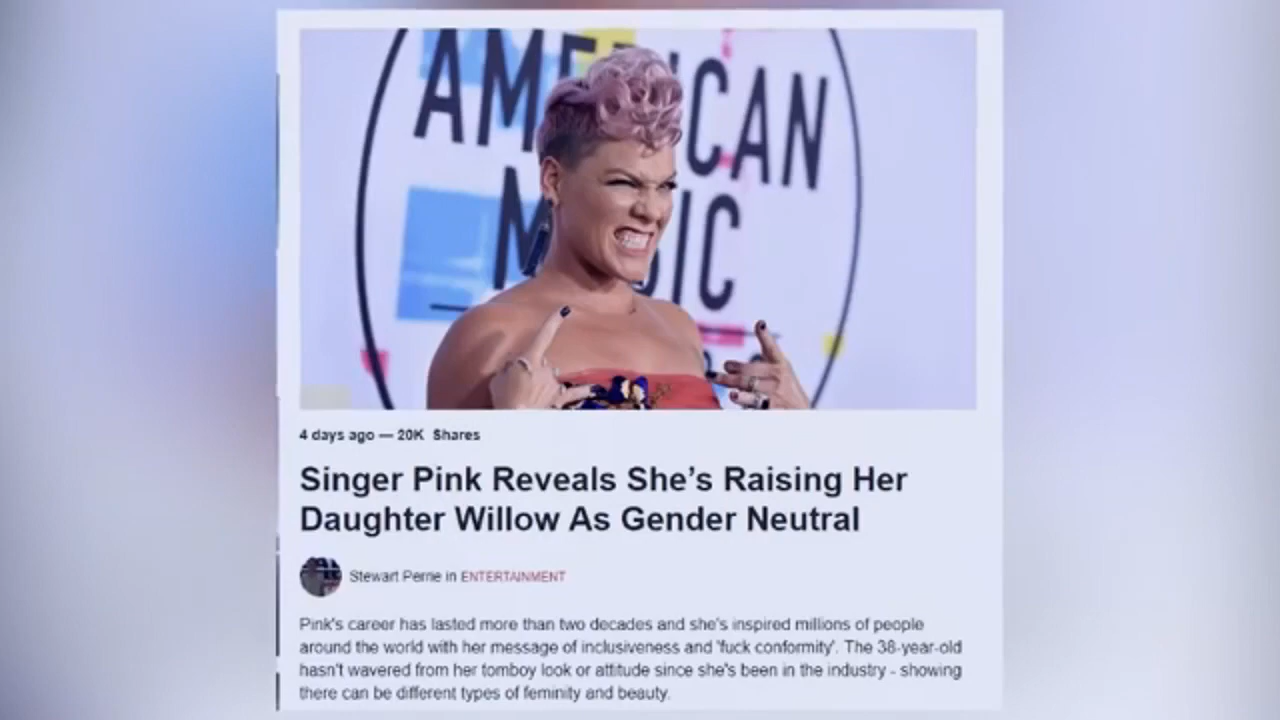 AMERICAN
MUSIC
4 days ago — 20K Shares
Singer Pink Reveals She's Raising Her
Daughter Willow As Gender Neutral
Stewart Perrie in ENTERTAINMENT
Pink's career has lasted more than two decades and she's inspired millions of people
around the world with her message of inclusiveness and 'fuck conformity'. The 38-year-old
hasn't wavered from her tomboy look or attitude since she's been in the industry - showing
there can be different types of feminity and beauty.